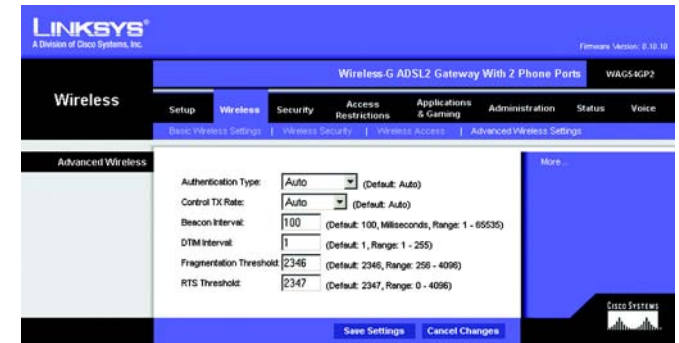 LINKSYS®
A Division of Cisco Systems, Inc.
Firmware Version: 0.10.10
Wireless-G ADSL2 Gateway With 2 Phone Ports WAG54GP2
Wireless
Setup Wireless Security Access Restrictions Applications & Gaming Administration Status Voice
Basic Wireless Settings | Wireless Security | Wireless Access | Advanced Wireless Settings
Advanced Wireless
More...
Authentication Type: Auto (Default: Auto)
Control TX Rate: Auto (Default: Auto)
Beacon Interval: 100 (Default: 100, Milliseconds, Range: 1 - 65535)
DTIM Interval: 1 (Default: 1, Range: 1 - 255)
Fragmentation Threshold: 2346 (Default: 2346, Range: 256 - 4096)
RTS Threshold: 2347 (Default: 2347, Range: 0 - 4096)
Save Settings Cancel Changes
CISCO SYSTEMS